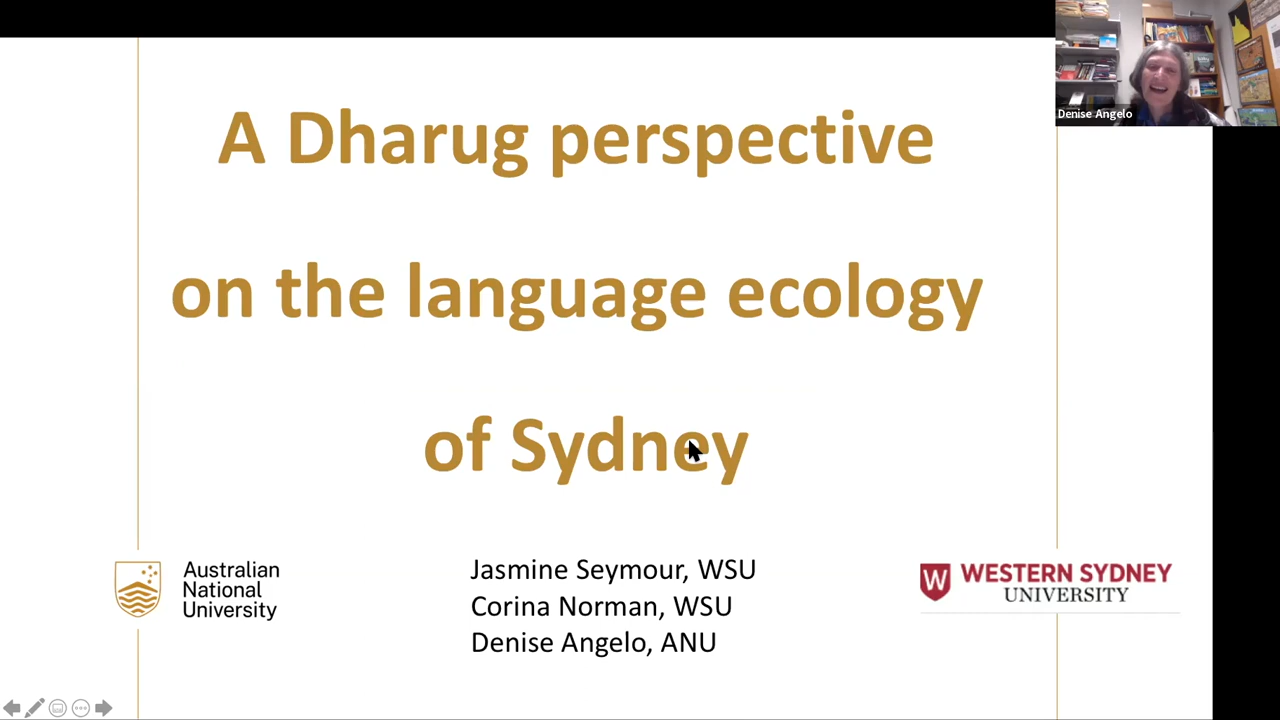 Denise Angelo
A Dharug perspective
on the language ecology
of Sydney
Australian
National
University
Jasmine Seymour, WSU
Corina Norman, WSU
Denise Angelo, ANU
W
WESTERN SYDNEY
UNIVERSITY